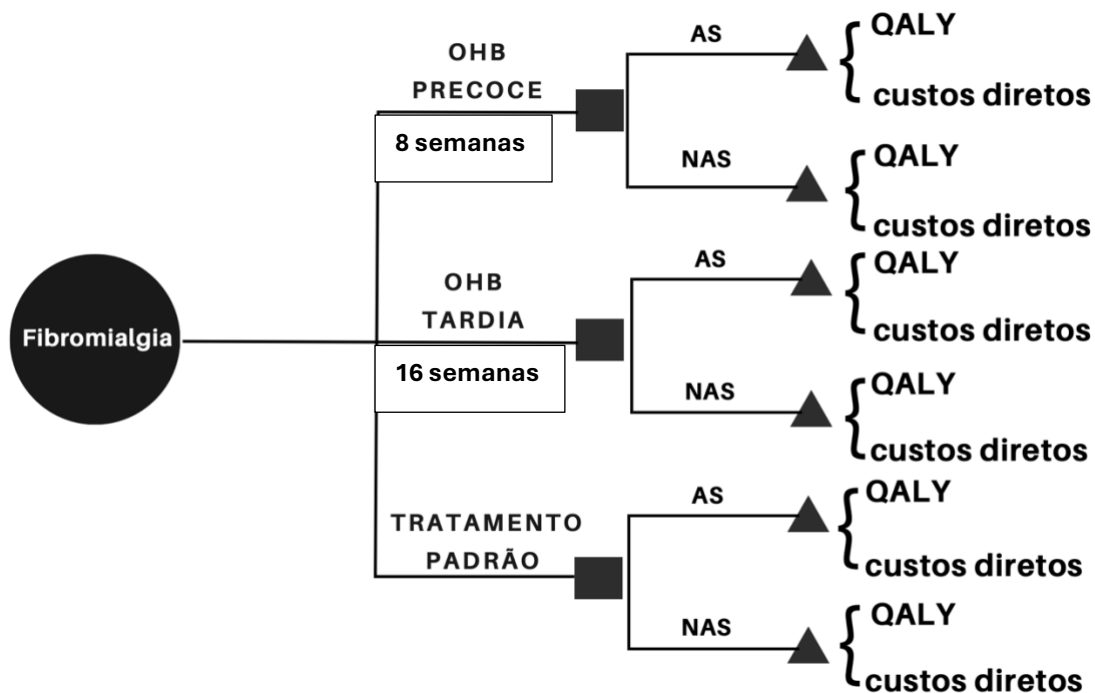 OHB
PRECOCE
8 semanas
AS
QALY
custos diretos
NAS
QALY
custos diretos
Fibromialgia
OHB
TARDIA
16 semanas
AS
QALY
custos diretos
NAS
QALY
custos diretos
TRATAMENTO
PADRÃO
AS
QALY
custos diretos
NAS
QALY
custos diretos